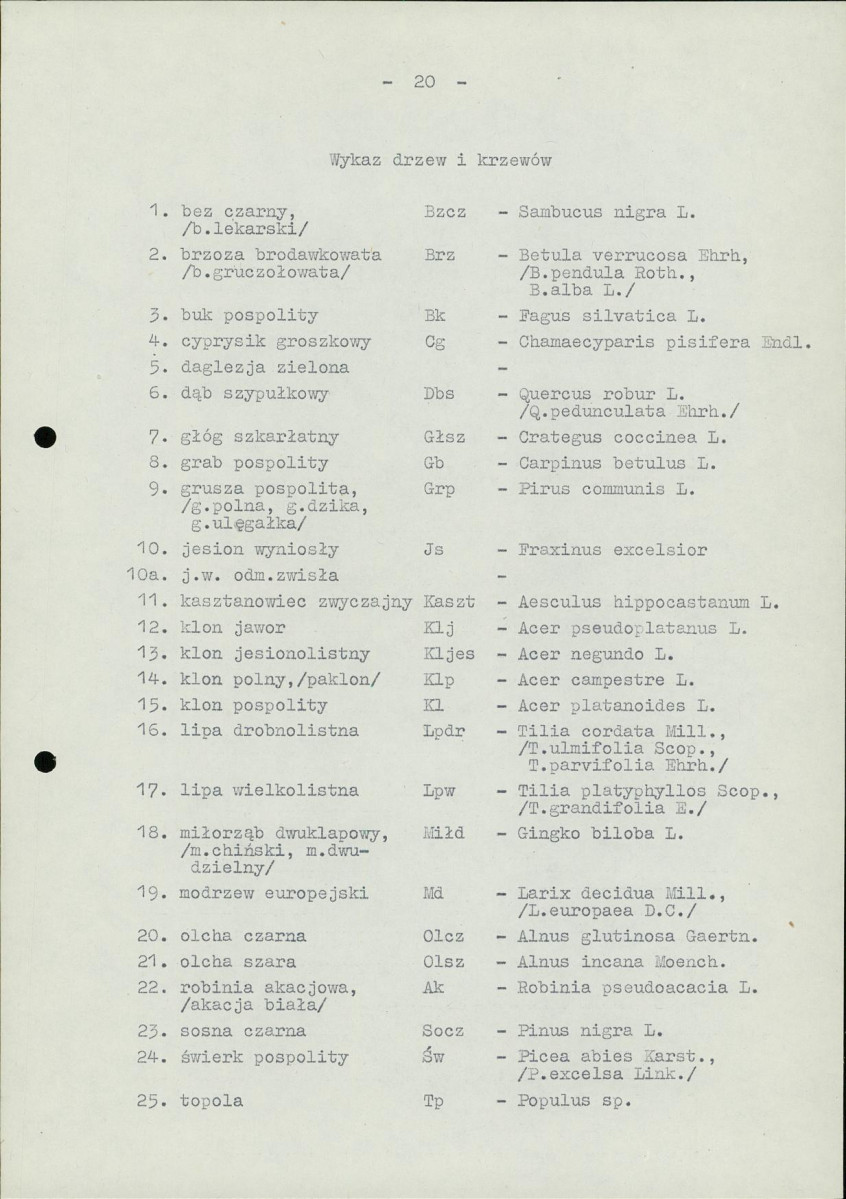 - 20 -
Wykaz drzew i krzewów
1. bez czarny, Bzcz - Sambucus nigra L.
/b.lekarski/
2. brzoza brodawkowata Brz - Betula verrucosa Ehrh,
/b.gruczołowata/ /B.pendula Roth.,
B.alba L./
3. buk pospolity Bk - Fagus silvatica L.
4. cyprysik groszkowy Cg - Chamaecyparis pisifera Endl.
5. daglezja zielona -
6. dąb szypułkowy Dbs - Quercus robur L.
/Q.pedunculata Ehrh./
7. głóg szkarłatny Głsz - Crategus coccinea L.
8. grab pospolity Gb - Carpinus betulus L.
9. grusza pospolita, Grp - Pirus communis L.
/g.polna, g.dzika,
g.ulęgałka/
10. jesion wyniosły Js - Fraxinus excelsior
10a. j.w. odm.zwisła -
11. kasztanowiec zwyczajny Kaszt - Aesculus hippocastanum L.
12. klon jawor Klj - Acer pseudoplatanus L.
13. klon jesionolistny Kljes - Acer negundo L.
14. klon polny,/paklon/ Klp - Acer campestre L.
15. klon pospolity Kl - Acer platanoides L.
16. lipa drobnolistna Lpdr - Tilia cordata Mill.,
/T.ulmifolia Scop.,
T.parvifolia Ehrh./
17. lipa wielkolistna Lpw - Tilia platyphyllos Scop.,
/T.grandifolia E./
18. miłorząb dwuklapowy, Miłd - Gingko biloba L.
/m.chiński, m.dwu-
dzielny/
19. modrzew europejski Md - Larix decidua Mill.,
/L.europaea D.C./
20. olcha czarna Olcz - Alnus glutinosa Gaertn.
21. olcha szara Olsz - Alnus incana Moench.
22. robinia akacjowa, Ak - Robinia pseudoacacia L.
/akacja biała/
23. sosna czarna Socz - Pinus nigra L.
24. świerk pospolity Św - Picea abies Karst.,
/P.excelsa Link./
25. topola Tp - Populus sp.